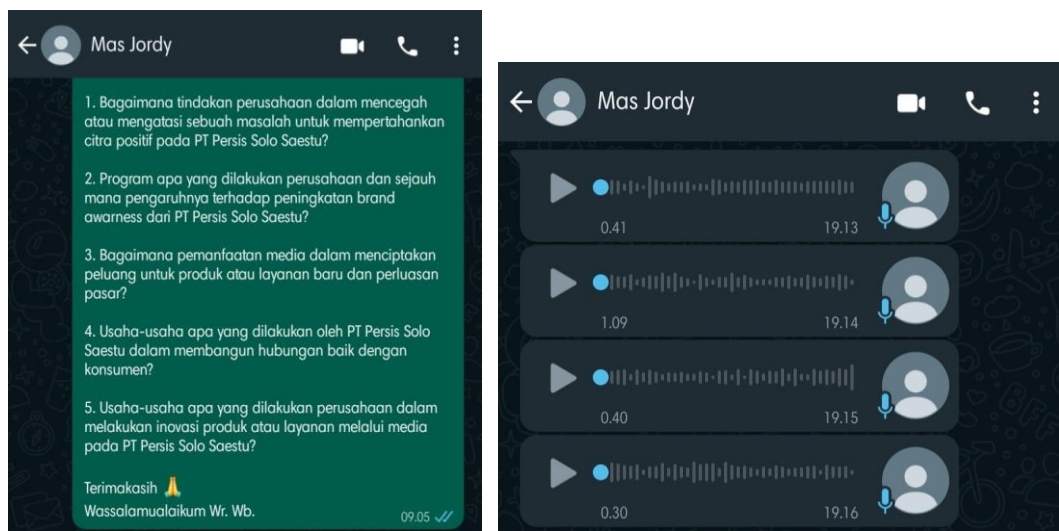 Mas Jordy
1. Bagaimana tindakan perusahaan dalam mencegah
atau mengatasi sebuah masalah untuk mempertahankan
citra positif pada PT Persis Solo Saestu?
2. Program apa yang dilakukan perusahaan dan sejauh
mana pengaruhnya terhadap peningkatan brand
awarness dari PT Persis Solo Saestu?
3. Bagaimana pemanfaatan media dalam menciptakan
peluang untuk produk atau layanan baru dan perluasan
pasar?
4. Usaha-usaha apa yang dilakukan oleh PT Persis Solo
Saestu dalam membangun hubungan baik dengan
konsumen?
5. Usaha-usaha apa yang dilakukan perusahaan dalam
melakukan inovasi produk atau layanan melalui media
pada PT Persis Solo Saestu?
Terimakasih 🙏
Wassalamualaikum Wr. Wb.
09.05
Mas Jordy
0.41 19.13
1.09 19.14
0.40 19.15
0.30 19.16